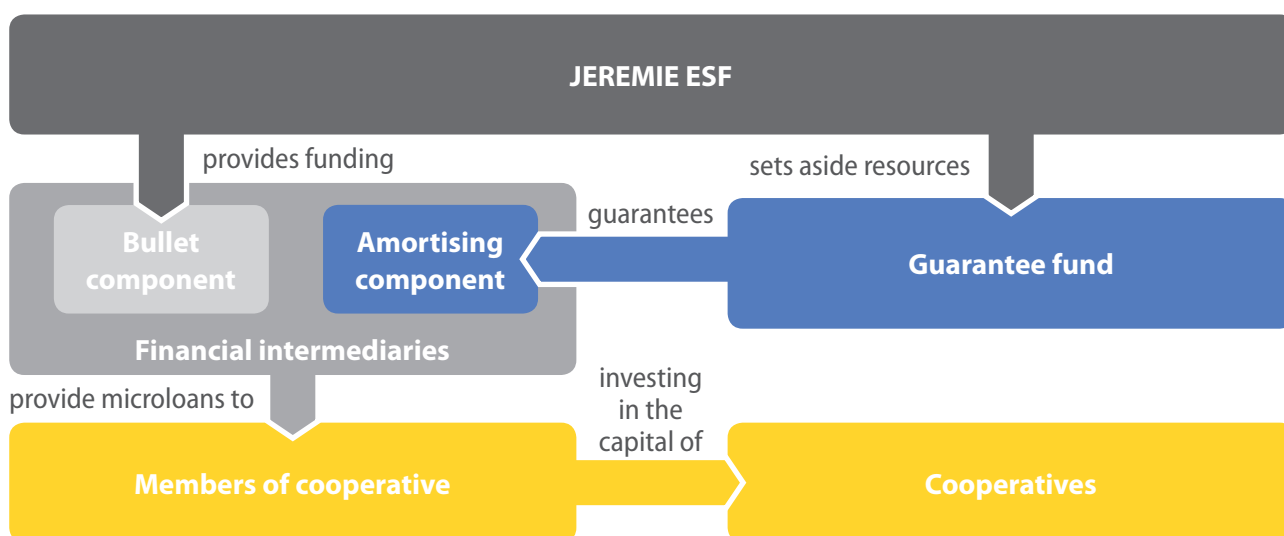 JEREMIE ESF
provides funding
sets aside resources
Bullet
component
Amortising
component
guarantees
Guarantee fund
Financial intermediaries
provide microloans to
investing
in the
capital of
Members of cooperative
Cooperatives